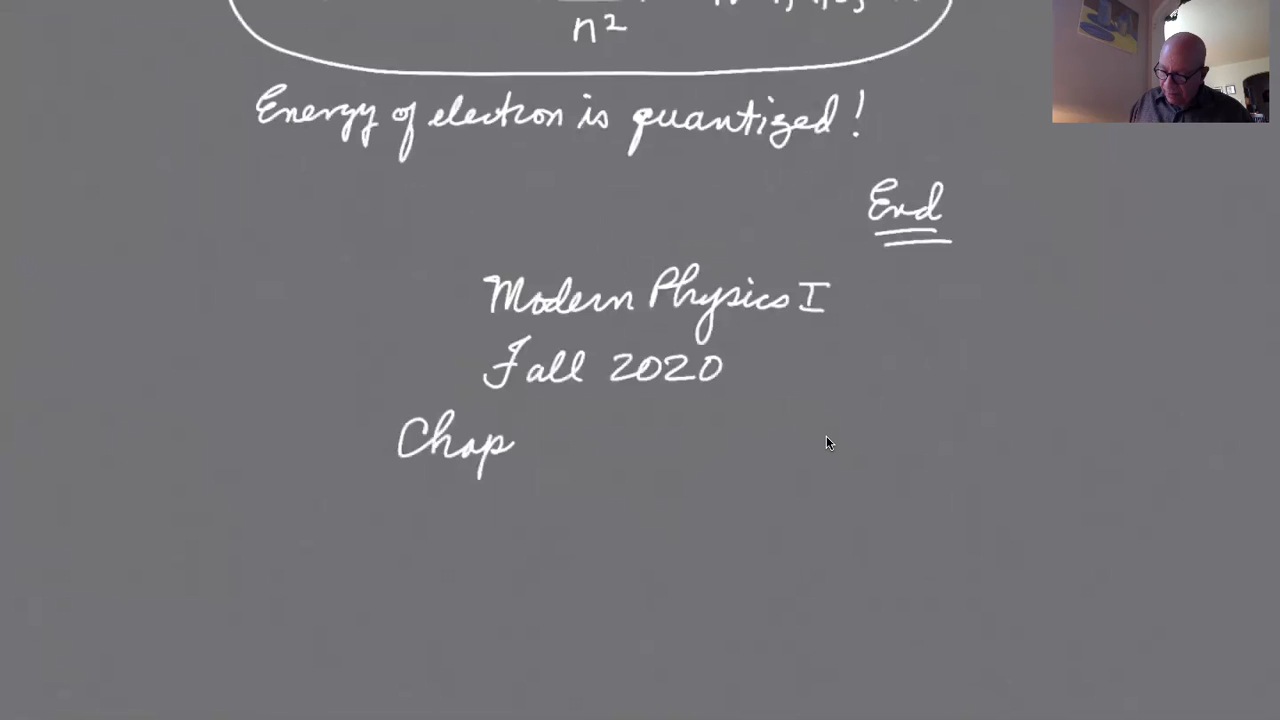 n²
Energy of electron is quantized!
End
Modern Physics I
Fall 2020
Chap